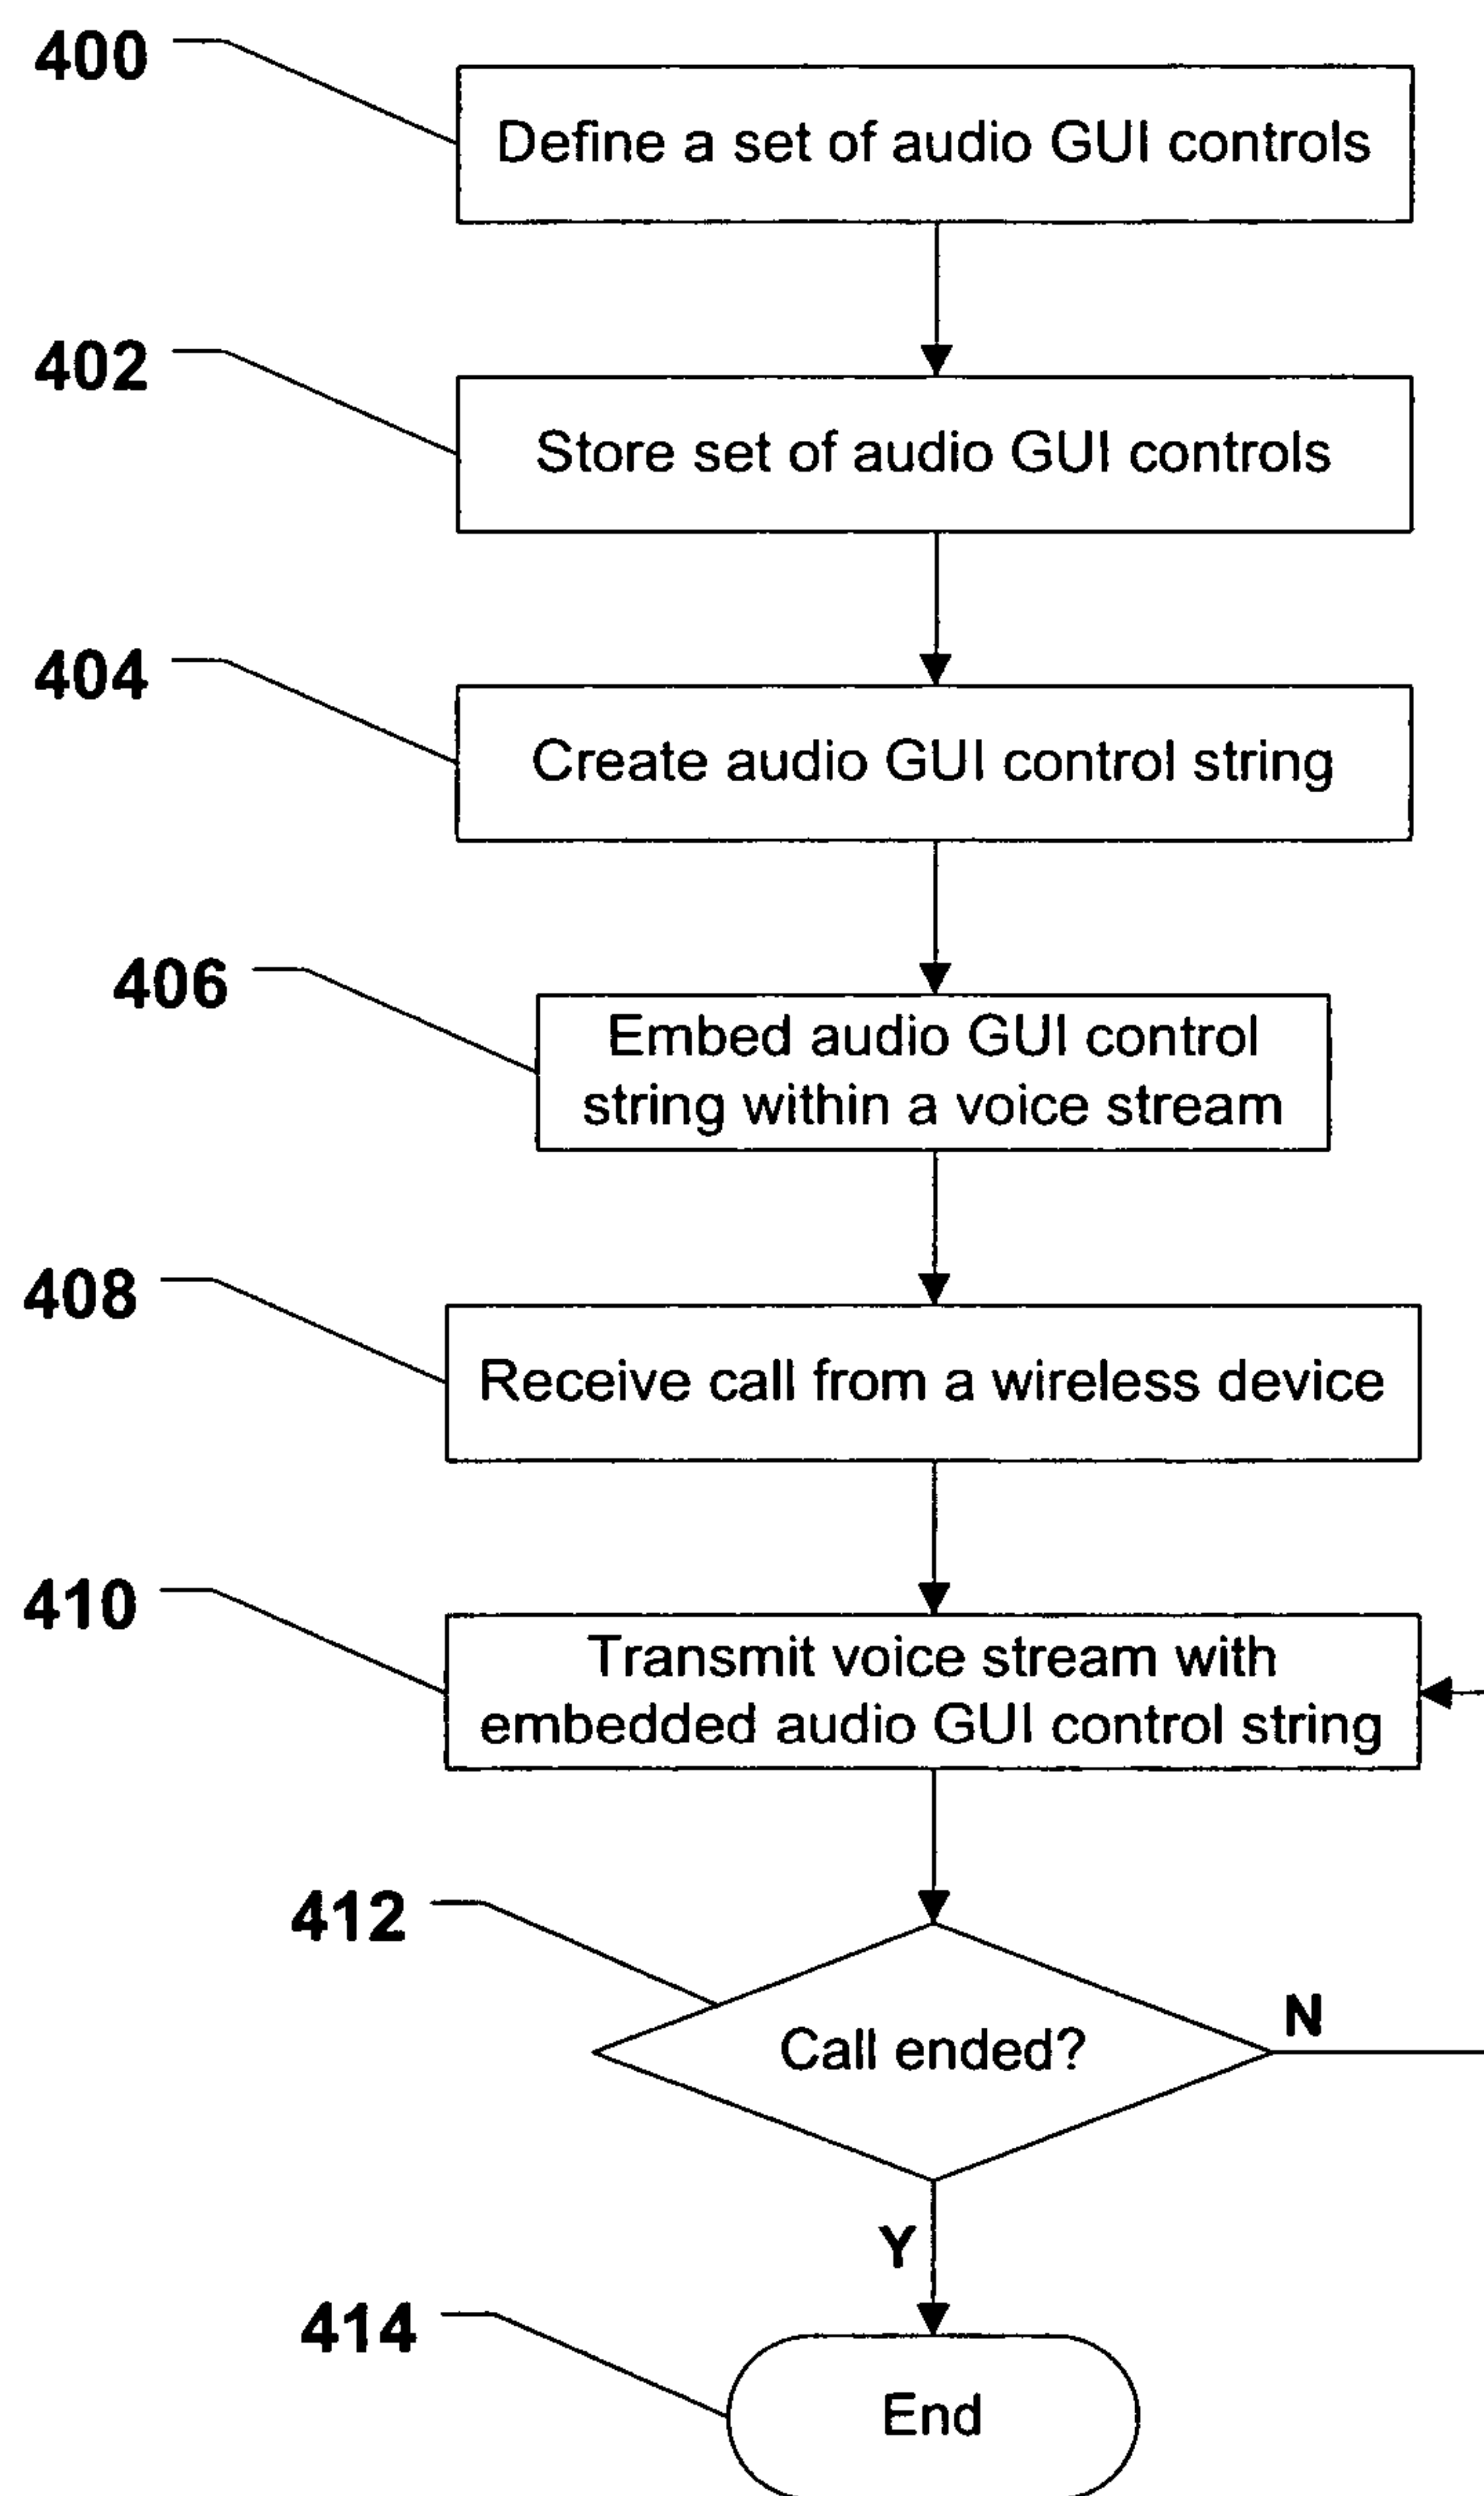 400
Define a set of audio GUI controls
402
Store set of audio GUI controls
404
Create audio GUI control string
406
Embed audio GUI control
string within a voice stream
408
Receive call from a wireless device
410
Transmit voice stream with
embedded audio GUI control string
412
Call ended?
N
Y
414
End